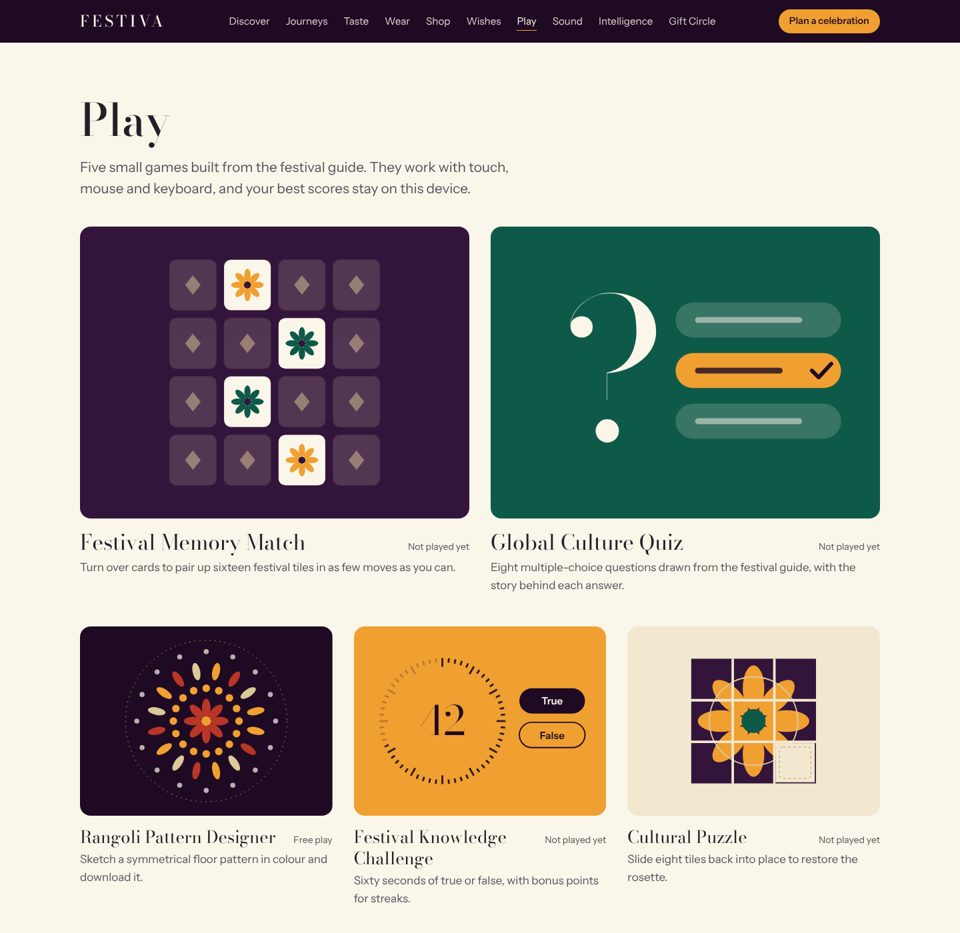 FESTIVA
Discover Journeys Taste Wear Shop Wishes Play Sound Intelligence Gift Circle
Plan a celebration
Play
Five small games built from the festival guide. They work with touch,
mouse and keyboard, and your best scores stay on this device.
?
Festival Memory Match
Not played yet
Turn over cards to pair up sixteen festival tiles in as few moves as you can.
Global Culture Quiz
Not played yet
Eight multiple-choice questions drawn from the festival guide, with the
story behind each answer.
42
True
False
Rangoli Pattern Designer
Free play
Sketch a symmetrical floor pattern in colour and
download it.
Festival Knowledge
Challenge
Not played yet
Sixty seconds of true or false, with bonus points
for streaks.
Cultural Puzzle
Not played yet
Slide eight tiles back into place to restore the
rosette.